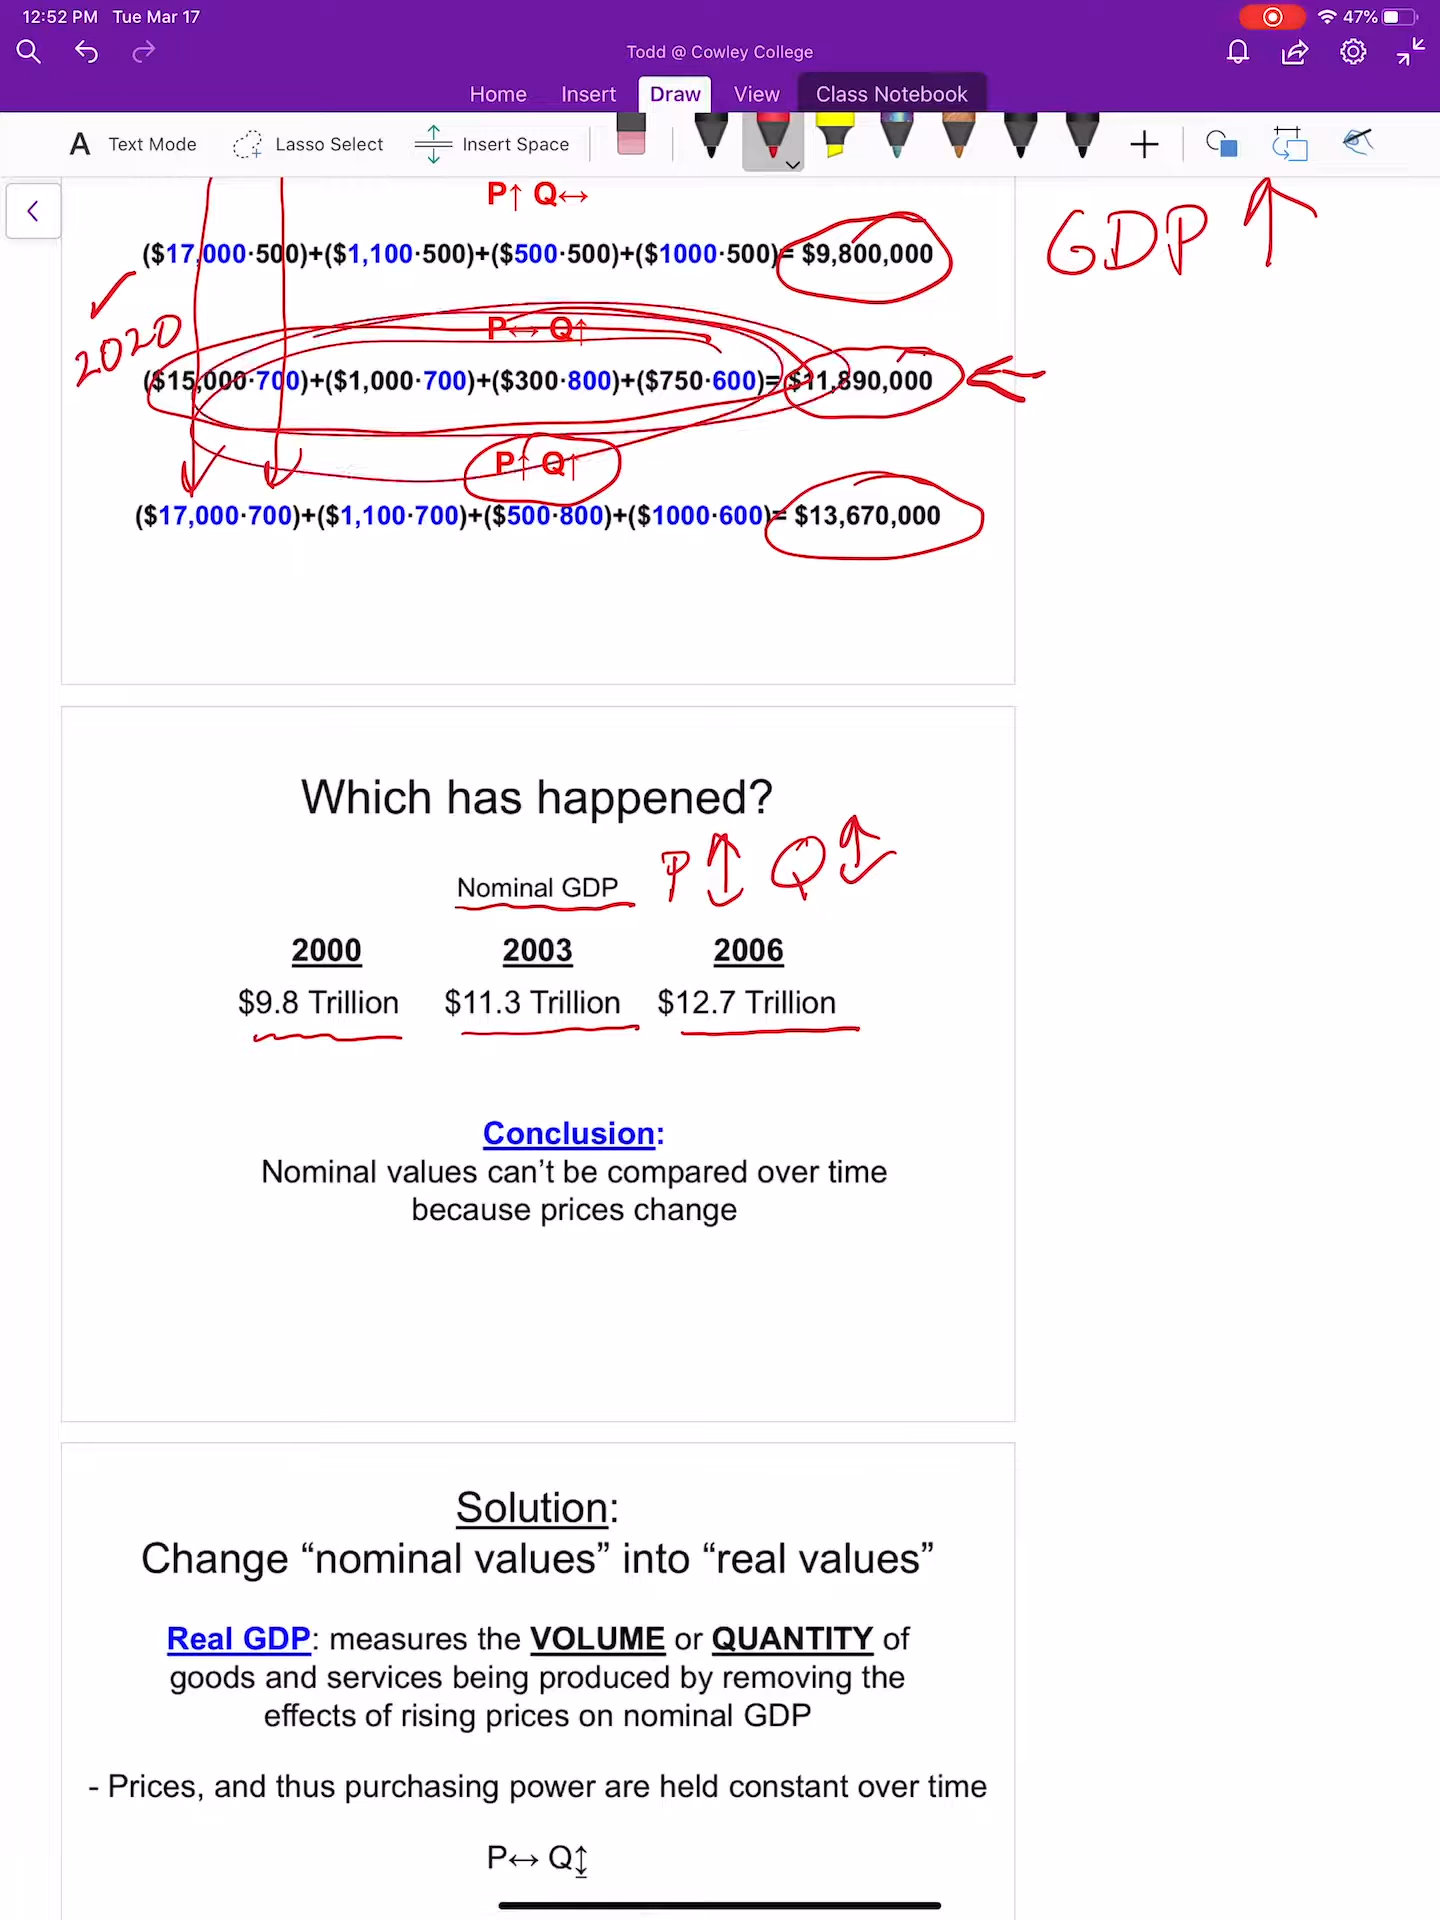 12:52 PM Tue Mar 17
47%
Todd @ Cowley College
Home Insert Draw View Class Notebook
A Text Mode Lasso Select Insert Space
P↑ Q↔
($17,000·500)+($1,100·500)+($500·500)+($1000·500)= $9,800,000
GDP ↑
2020
P↔ Q↑
($15,000·700)+($1,000·700)+($300·800)+($750·600)= $11,890,000
P↑ Q↑
($17,000·700)+($1,100·700)+($500·800)+($1000·600)= $13,670,000
Which has happened?
Nominal GDP P↕ Q↕
2000 2003 2006
$9.8 Trillion $11.3 Trillion $12.7 Trillion
Conclusion:
Nominal values can’t be compared over time
because prices change
Solution:
Change “nominal values” into “real values”
Real GDP: measures the VOLUME or QUANTITY of
goods and services being produced by removing the
effects of rising prices on nominal GDP
- Prices, and thus purchasing power are held constant over time
P↔ Q↕